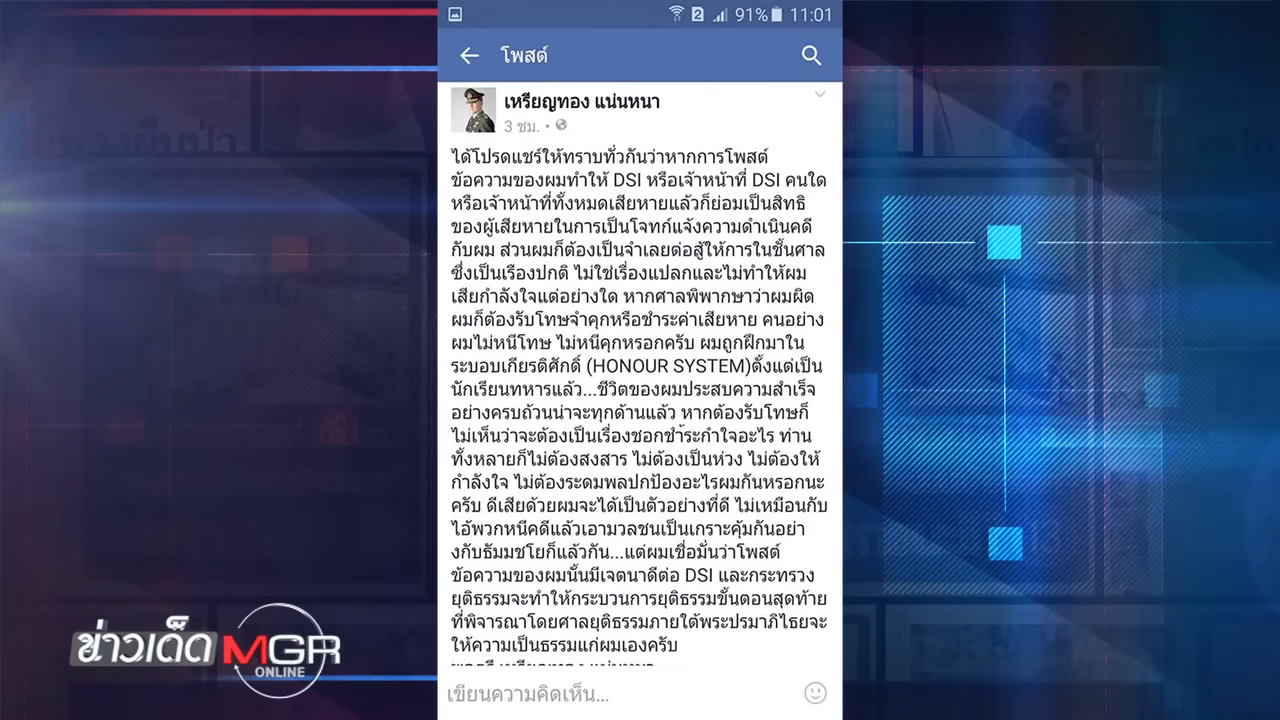 91% 11:01
โพสต์
เหรียญทอง แน่นหนา
3 ชม.
ได้โปรดแชร์ให้ทราบทั่วกันว่าหากการโพสต์
ข้อความของผมทำให้ DSI หรือเจ้าหน้าที่ DSI คนใด
หรือเจ้าหน้าที่ทั้งหมดเสียหายแล้วก็ย่อมเป็นสิทธิ
ของผู้เสียหายในการเป็นโจทก์แจ้งความดำเนินคดี
กับผม ส่วนผมก็ต้องเป็นจำเลยต่อสู้ให้การในชั้นศาล
ซึ่งเป็นเรื่องปกติ ไม่ใช่เรื่องแปลกและไม่ทำให้ผม
เสียกำลังใจแต่อย่างใด หากศาลพิพากษาว่าผมผิด
ผมก็ต้องรับโทษจำคุกหรือชำระค่าเสียหาย คนอย่าง
ผมไม่หนีโทษ ไม่หนีคุกหรอกครับ ผมถูกฝึกมาใน
ระบอบเกียรติศักดิ์ (HONOUR SYSTEM)ตั้งแต่เป็น
นักเรียนทหารแล้ว...ชีวิตของผมประสบความสำเร็จ
อย่างครบถ้วนน่าจะทุกด้านแล้ว หากต้องรับโทษก็
ไม่เห็นว่าจะต้องเป็นเรื่องชอกช้ำระกำใจอะไร ท่าน
ทั้งหลายก็ไม่ต้องสงสาร ไม่ต้องเป็นห่วง ไม่ต้องให้
กำลังใจ ไม่ต้องระดมพลปกป้องอะไรผมกันหรอกนะ
ครับ ดีเสียด้วยผมจะได้เป็นตัวอย่างที่ดี ไม่เหมือนกับ
ไอ้พวกหนีคดีแล้วเอามวลชนเป็นเกราะคุ้มกันอย่า
งกับธัมมชโยก็แล้วกัน...แต่ผมเชื่อมั่นว่าโพสต์
ข้อความของผมนั้นมีเจตนาดีต่อ DSI และกระทรวง
ยุติธรรมจะทำให้กระบวนการยุติธรรมขั้นตอนสุดท้าย
ที่พิจารณาโดยศาลยุติธรรมภายใต้พระปรมาภิไธยจะ
ให้ความเป็นธรรมแก่ผมเองครับ
เขียนความคิดเห็น...
ข่าวเด็ด MGR
ONLINE